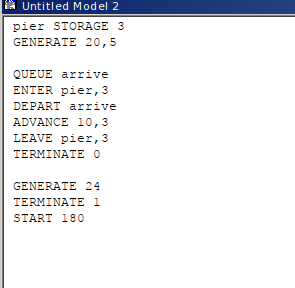 Untitled Model 2
pier STORAGE 3
GENERATE 20,5
QUEUE arrive
ENTER pier,3
DEPART arrive
ADVANCE 10,3
LEAVE pier,3
TERMINATE 0
GENERATE 24
TERMINATE 1
START 180